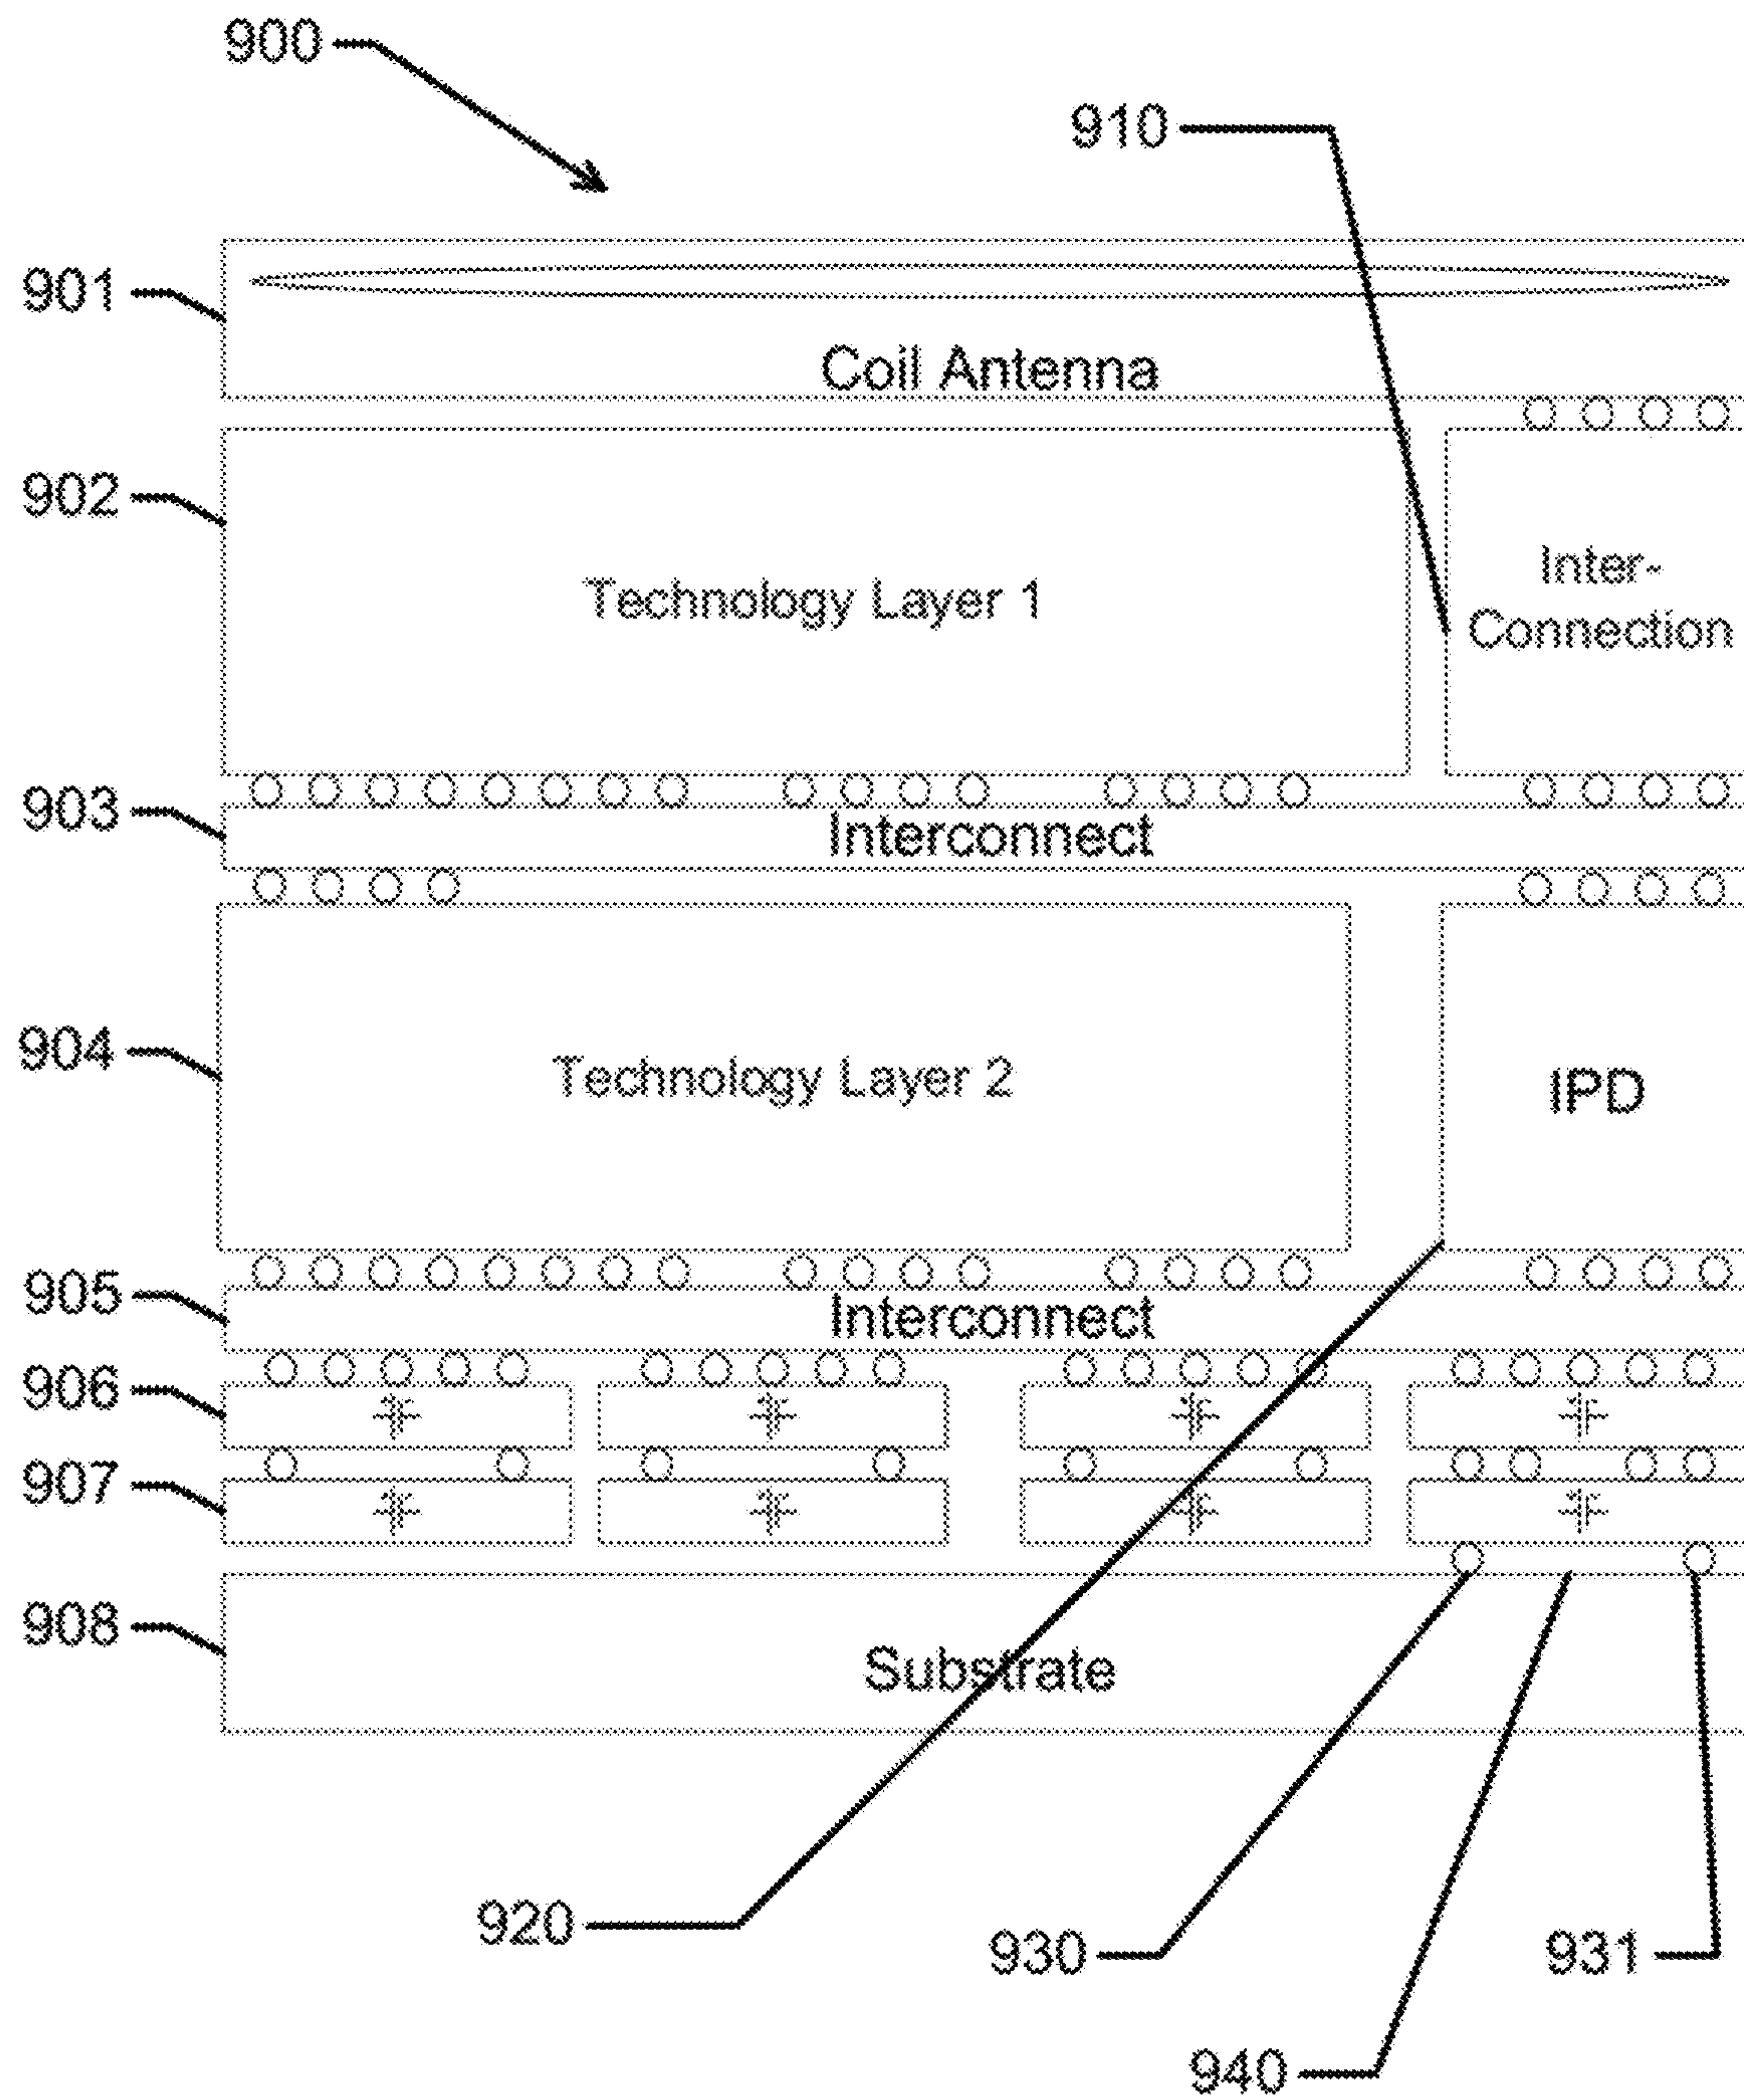 900
910
901
Coil Antenna
902
Technology Layer 1
Inter-
Connection
903
Interconnect
904
Technology Layer 2
IPD
905
Interconnect
906
907
908
Substrate
920
930
931
940